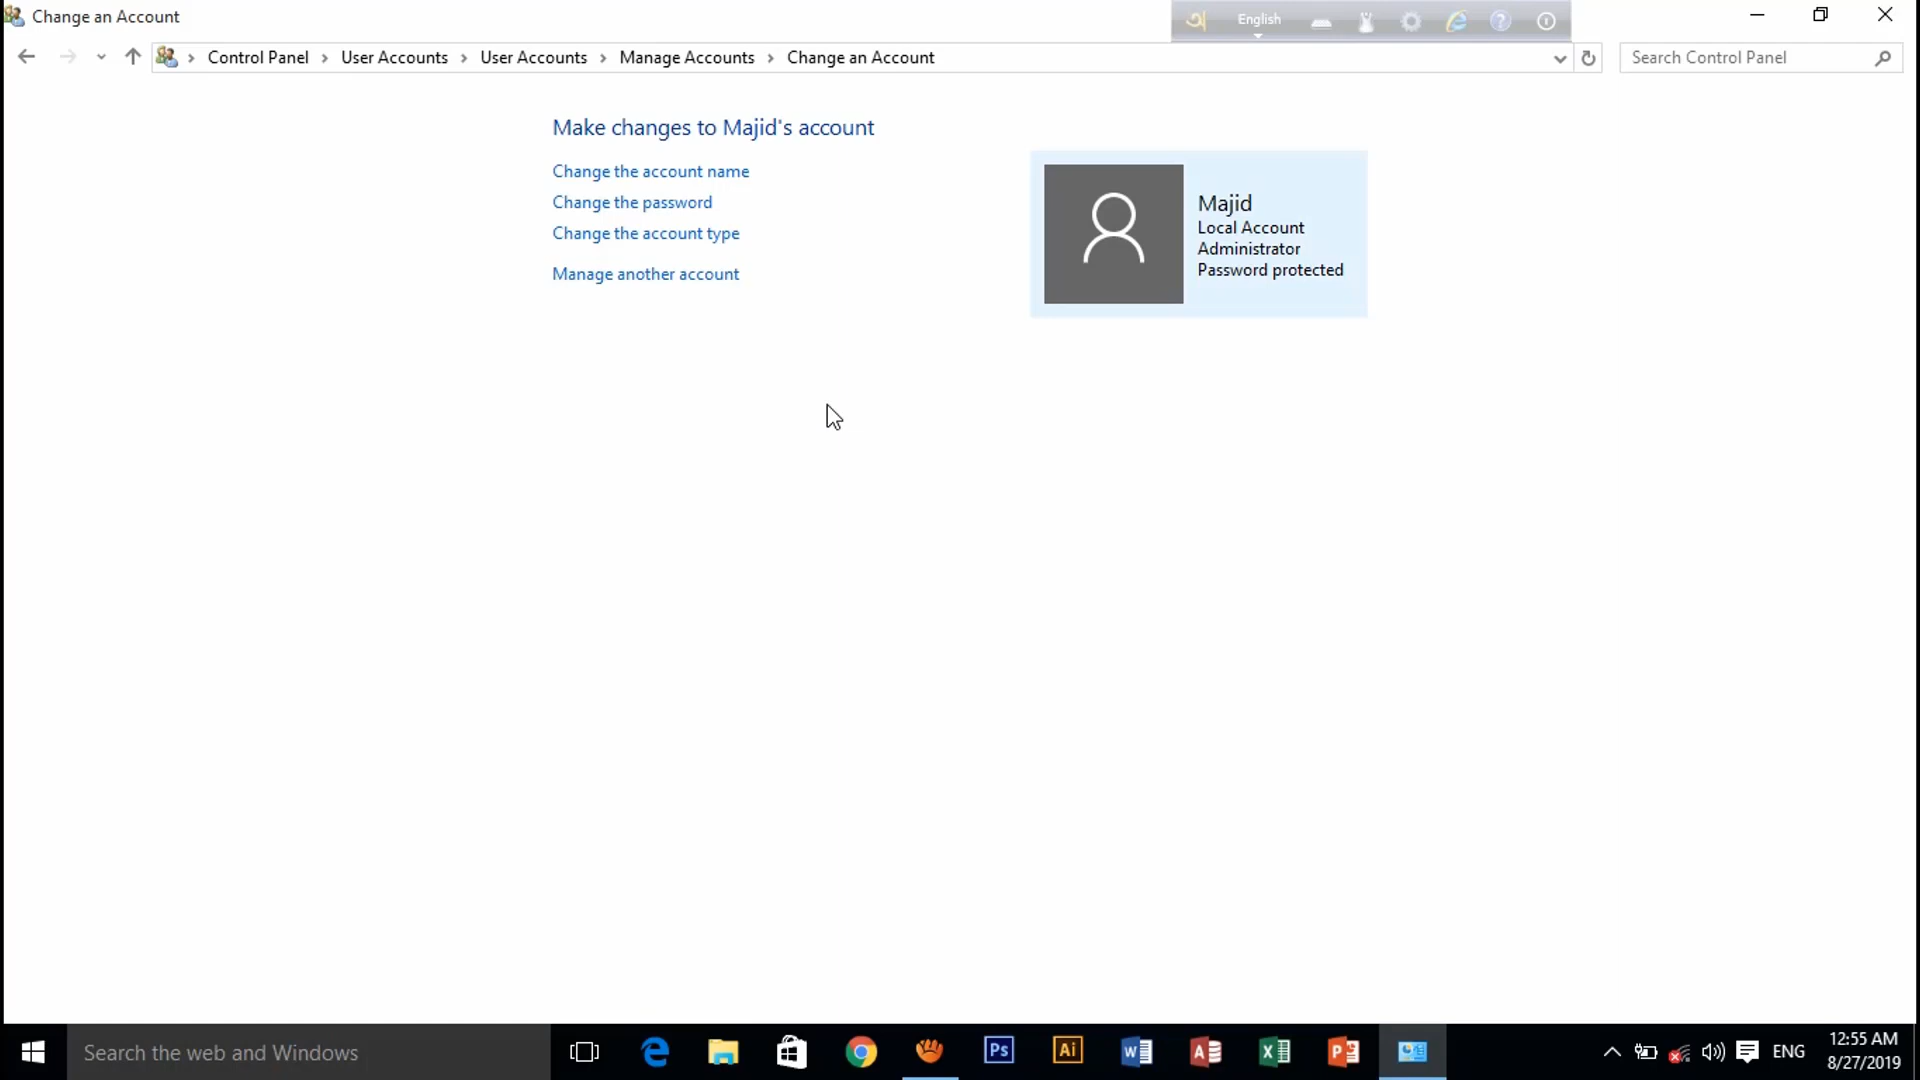 Change an Account
English
Control Panel > User Accounts > User Accounts > Manage Accounts > Change an Account
Search Control Panel
Make changes to Majid's account
Change the account name
Change the password
Change the account type
Manage another account
Majid
Local Account
Administrator
Password protected
Search the web and Windows
Ps
Ai
ENG
12:55 AM
8/27/2019